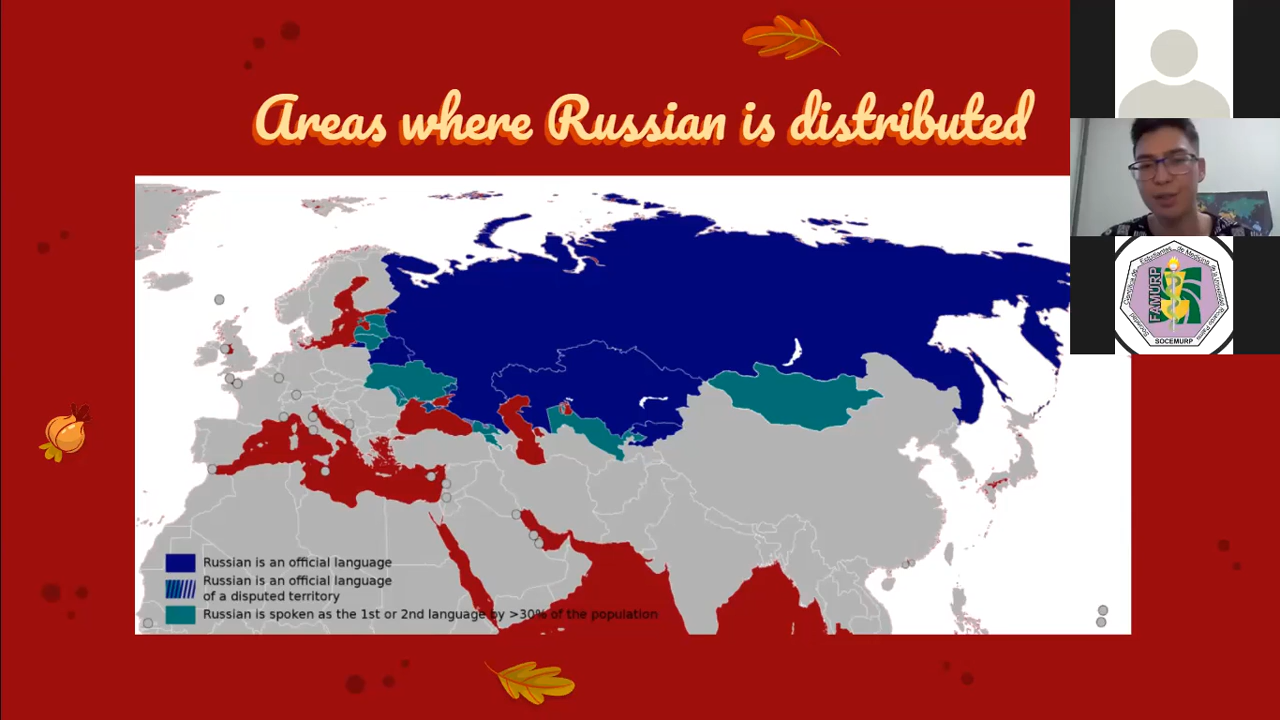 Areas where Russian is distributed
Russian is an official language
Russian is an official language
of a disputed territory
Russian is spoken as the 1st or 2nd language by >30% of the population
FAMURP
SOCEMURP